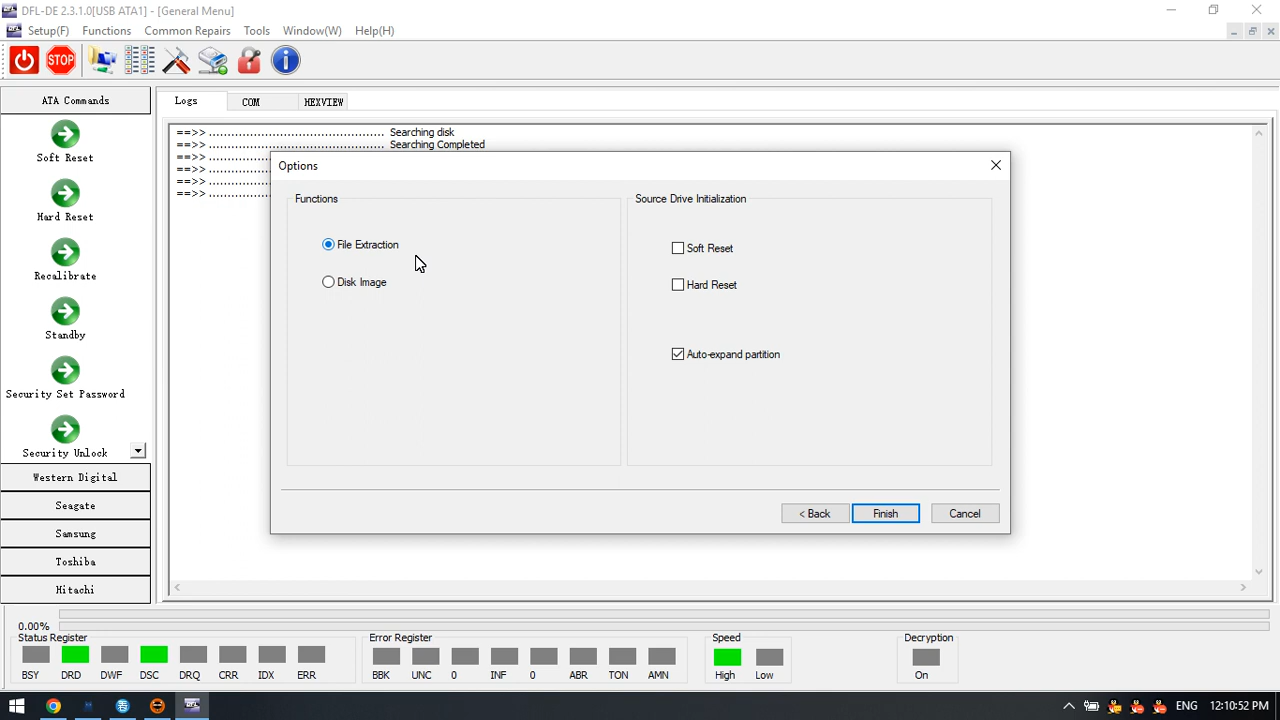 DFL-DE 2.3.1.0[USB ATA1] - [General Menu]
Setup(F) Functions Common Repairs Tools Window(W) Help(H)
STOP
ATA Commands
Logs COM HEXVIEW
==>> ........................................ Searching disk
==>> ........................................ Searching Completed
==>> ..............
==>> ..............
==>> ..............
==>> ..............
Soft Reset
Hard Reset
Recalibrate
Standby
Security Set Password
Security Unlock
Western Digital
Seagate
Samsung
Toshiba
Hitachi
Options
Functions
File Extraction
Disk Image
Source Drive Initialization
Soft Reset
Hard Reset
Auto-expand partition
< Back Finish Cancel
0.00%
Status Register
BSY DRD DWF DSC DRQ CRR IDX ERR
Error Register
BBK UNC 0 INF 0 ABR TON AMN
Speed
High Low
Decryption
On
DFL
ENG 12:10:52 PM